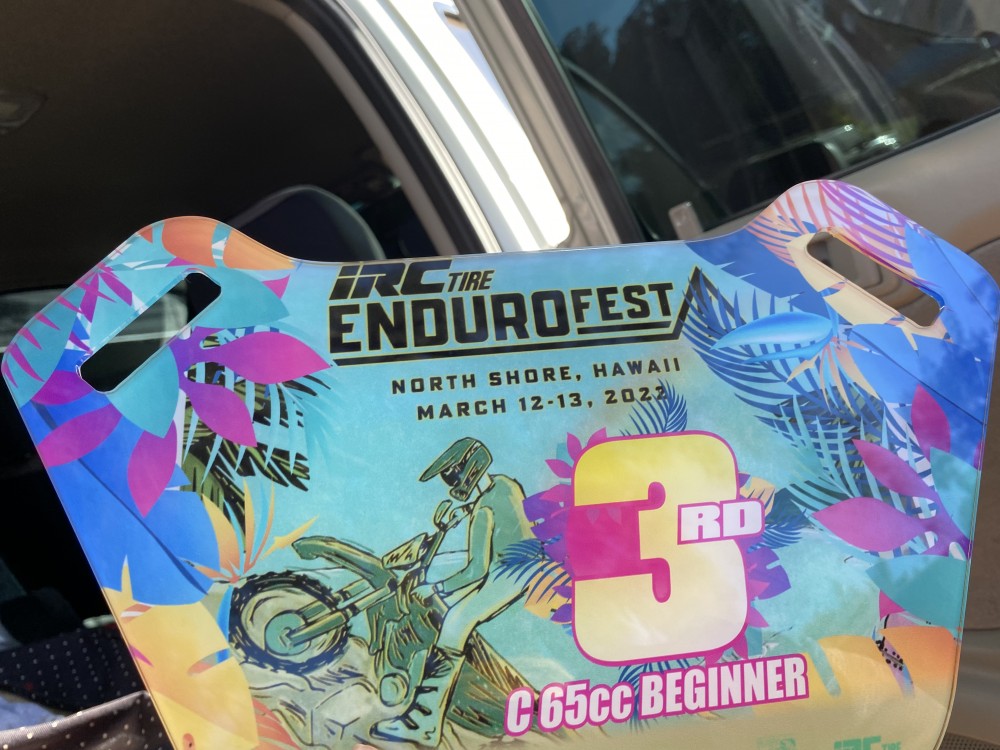 iRC TIRE
ENDUROFEST
NORTH SHORE, HAWAII
MARCH 12-13, 2022
3RD
C 65cc BEGINNER